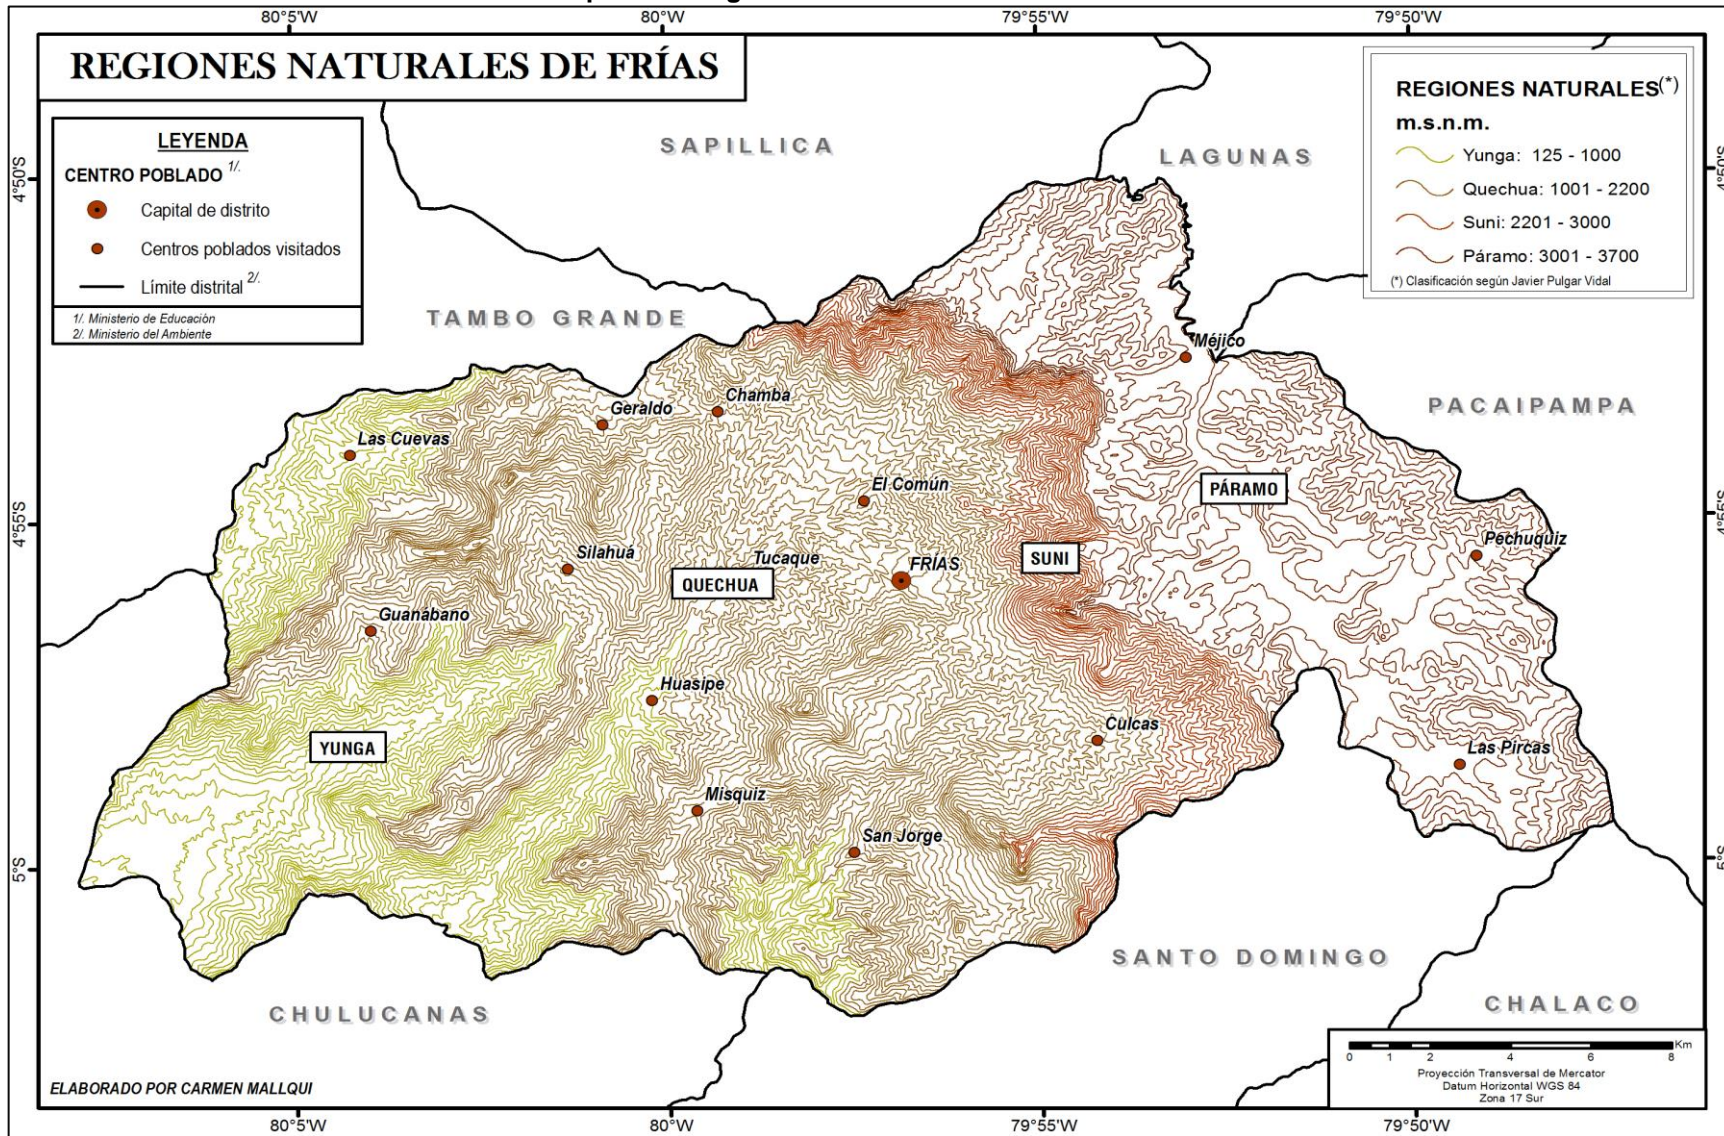 80°5'W
80°W
79°55'W
79°50'W
REGIONES NATURALES DE FRÍAS
LEYENDA
CENTRO POBLADO 1/.
Capital de distrito
Centros poblados visitados
Límite distrital 2/.
1/. Ministerio de Educación
2/. Ministerio del Ambiente
REGIONES NATURALES(*)
m.s.n.m.
Yunga: 125 - 1000
Quechua: 1001 - 2200
Suni: 2201 - 3000
Páramo: 3001 - 3700
(*) Clasificación según Javier Pulgar Vidal
SAPILLICA
LAGUNAS
4°50'S
4°50'S
TAMBO GRANDE
Méjico
PACAIPAMPA
Chamba
Geraldo
Las Cuevas
El Común
PÁRAMO
4°55'S
4°55'S
Pechuquiz
Silahuá
Tucaque
FRÍAS
SUNI
QUECHUA
Guanábano
Huasipe
Culcas
YUNGA
Las Pircas
Misquiz
San Jorge
5°S
5°S
SANTO DOMINGO
CHULUCANAS
CHALACO
Km
0 1 2 4 6 8
Proyección Transversal de Mercator
Datum Horizontal WGS 84
Zona 17 Sur
ELABORADO POR CARMEN MALLQUI
80°5'W
80°W
79°55'W
79°50'W